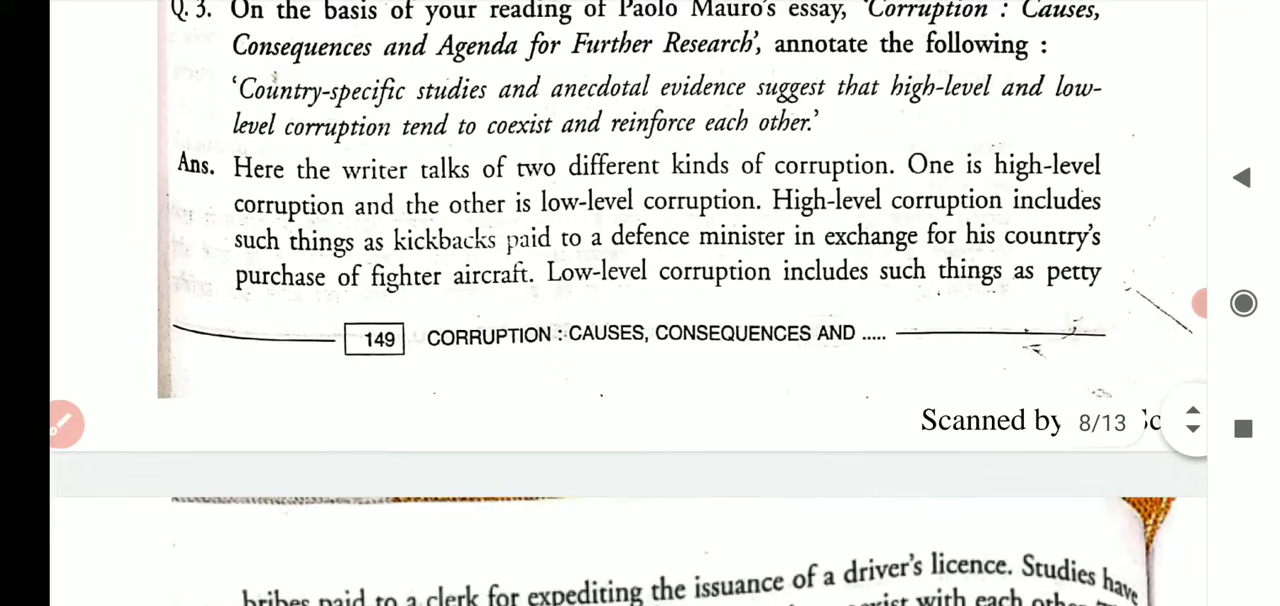 Q. 3. On the basis of your reading of Paolo Mauro's essay, 'Corruption : Causes,
Consequences and Agenda for Further Research', annotate the following :
'Country-specific studies and anecdotal evidence suggest that high-level and low-
level corruption tend to coexist and reinforce each other.'
Ans. Here the writer talks of two different kinds of corruption. One is high-level
corruption and the other is low-level corruption. High-level corruption includes
such things as kickbacks paid to a defence minister in exchange for his country's
purchase of fighter aircraft. Low-level corruption includes such things as petty
149 CORRUPTION : CAUSES, CONSEQUENCES AND .....
Scanned by
8/13
bribes paid to a clerk for expediting the issuance of a driver's licence. Studies have
with each